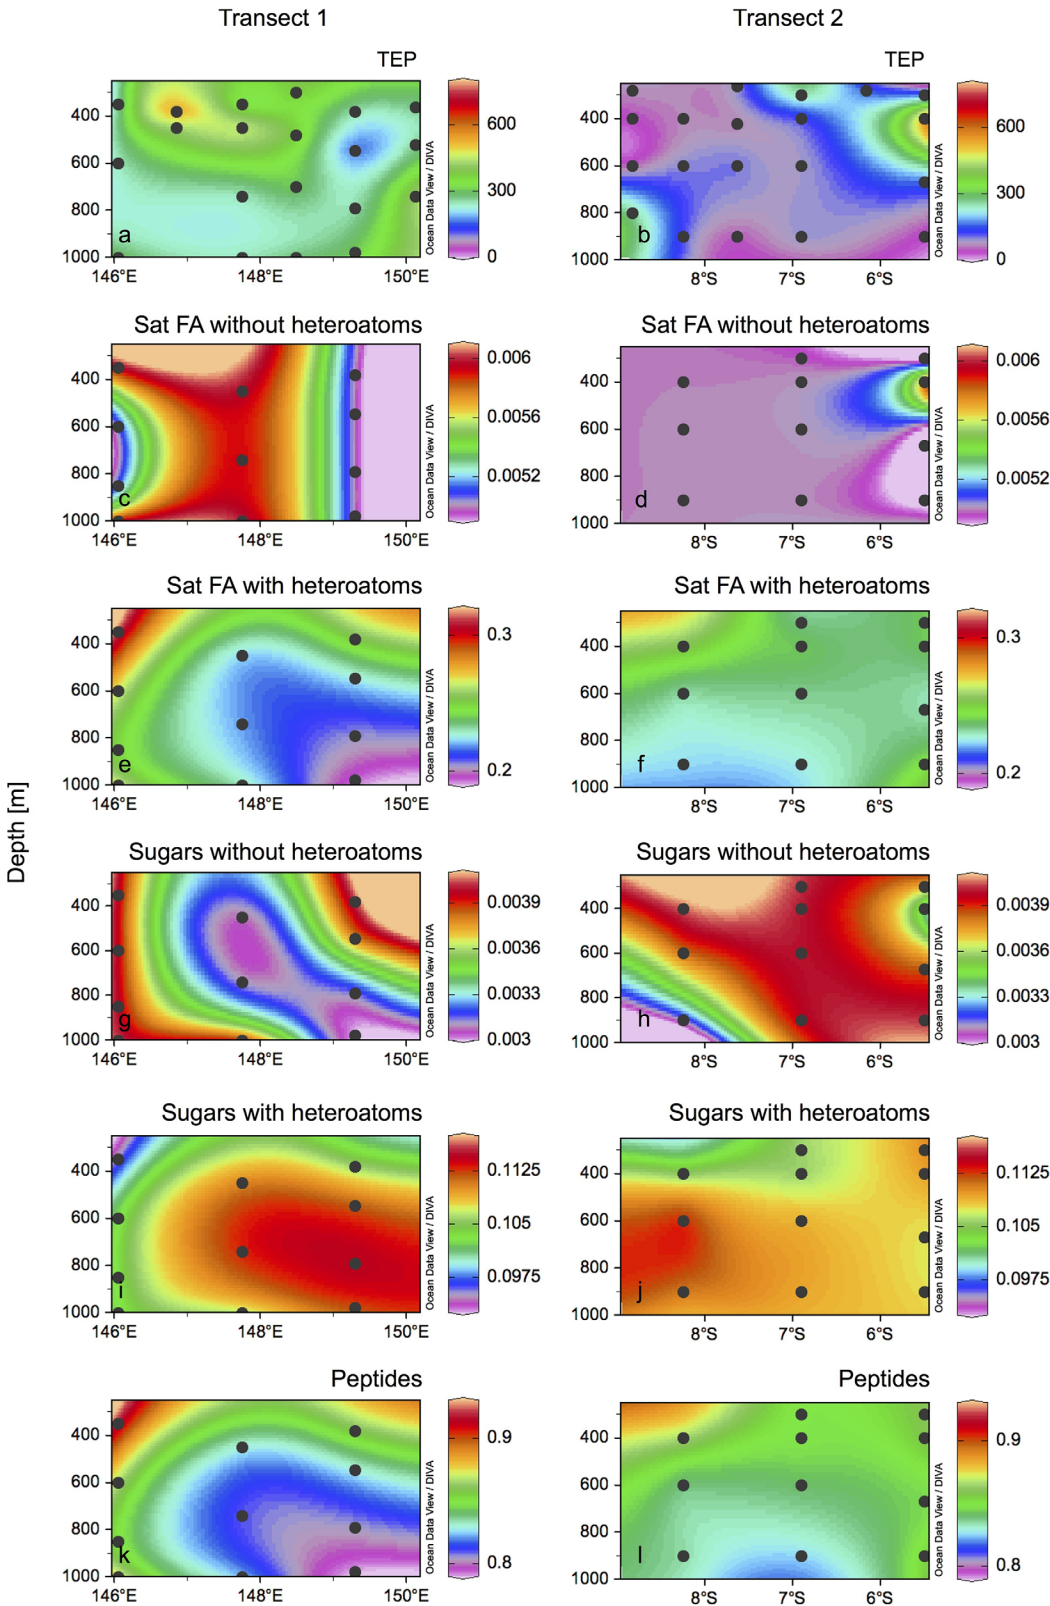 Transect 1
Transect 2
TEP
TEP
400
600
800
1000
a
146°E
148°E
150°E
Ocean Data View / DIVA
600
300
0
400
600
800
1000
b
8°S
7°S
6°S
Ocean Data View / DIVA
600
300
0
Sat FA without heteroatoms
Sat FA without heteroatoms
400
600
800
1000
c
146°E
148°E
150°E
Ocean Data View / DIVA
0.006
0.0056
0.0052
400
600
800
1000
d
8°S
7°S
6°S
Ocean Data View / DIVA
0.006
0.0056
0.0052
Sat FA with heteroatoms
Sat FA with heteroatoms
400
600
800
1000
e
146°E
148°E
150°E
Ocean Data View / DIVA
0.3
0.2
400
600
800
1000
f
8°S
7°S
6°S
Ocean Data View / DIVA
0.3
0.2
Depth [m]
Sugars without heteroatoms
Sugars without heteroatoms
400
600
800
1000
g
146°E
148°E
150°E
Ocean Data View / DIVA
0.0039
0.0036
0.0033
0.003
400
600
800
1000
h
8°S
7°S
6°S
Ocean Data View / DIVA
0.0039
0.0036
0.0033
0.003
Sugars with heteroatoms
Sugars with heteroatoms
400
600
800
1000
i
146°E
148°E
150°E
Ocean Data View / DIVA
0.1125
0.105
0.0975
400
600
800
1000
j
8°S
7°S
6°S
Ocean Data View / DIVA
0.1125
0.105
0.0975
Peptides
Peptides
400
600
800
1000
k
146°E
148°E
150°E
Ocean Data View / DIVA
0.9
0.8
400
600
800
1000
l
8°S
7°S
6°S
Ocean Data View / DIVA
0.9
0.8